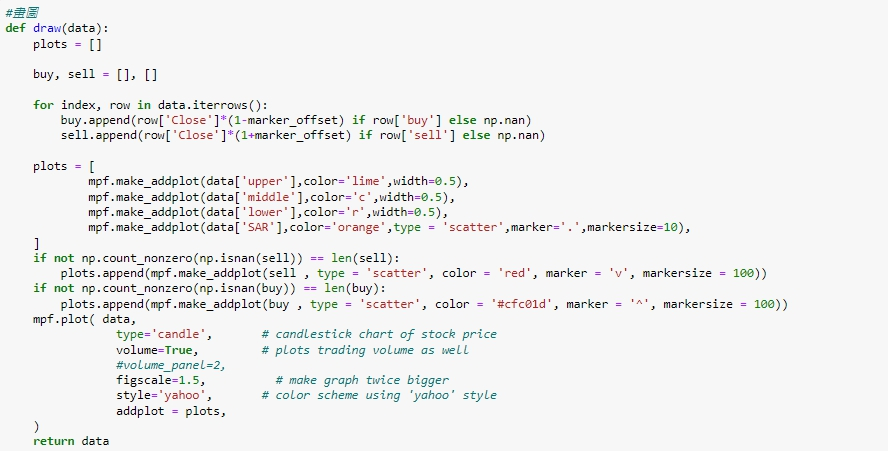 #畫圖
def draw(data):
    plots = []

    buy, sell = [], []

    for index, row in data.iterrows():
        buy.append(row['Close']*(1-marker_offset) if row['buy'] else np.nan)
        sell.append(row['Close']*(1+marker_offset) if row['sell'] else np.nan)

    plots = [
            mpf.make_addplot(data['upper'],color='lime',width=0.5),
            mpf.make_addplot(data['middle'],color='c',width=0.5),
            mpf.make_addplot(data['lower'],color='r',width=0.5),
            mpf.make_addplot(data['SAR'],color='orange',type = 'scatter',marker='.',markersize=10),
    ]
    if not np.count_nonzero(np.isnan(sell)) == len(sell):
        plots.append(mpf.make_addplot(sell , type = 'scatter', color = 'red', marker = 'v', markersize = 100))
    if not np.count_nonzero(np.isnan(buy)) == len(buy):
        plots.append(mpf.make_addplot(buy , type = 'scatter', color = '#cfc01d', marker = '^', markersize = 100))
    mpf.plot( data,
                type='candle',       # candlestick chart of stock price
                volume=True,         # plots trading volume as well
                #volume_panel=2,
                figscale=1.5,          # make graph twice bigger
                style='yahoo',       # color scheme using 'yahoo' style
                addplot = plots,
    )
    return data